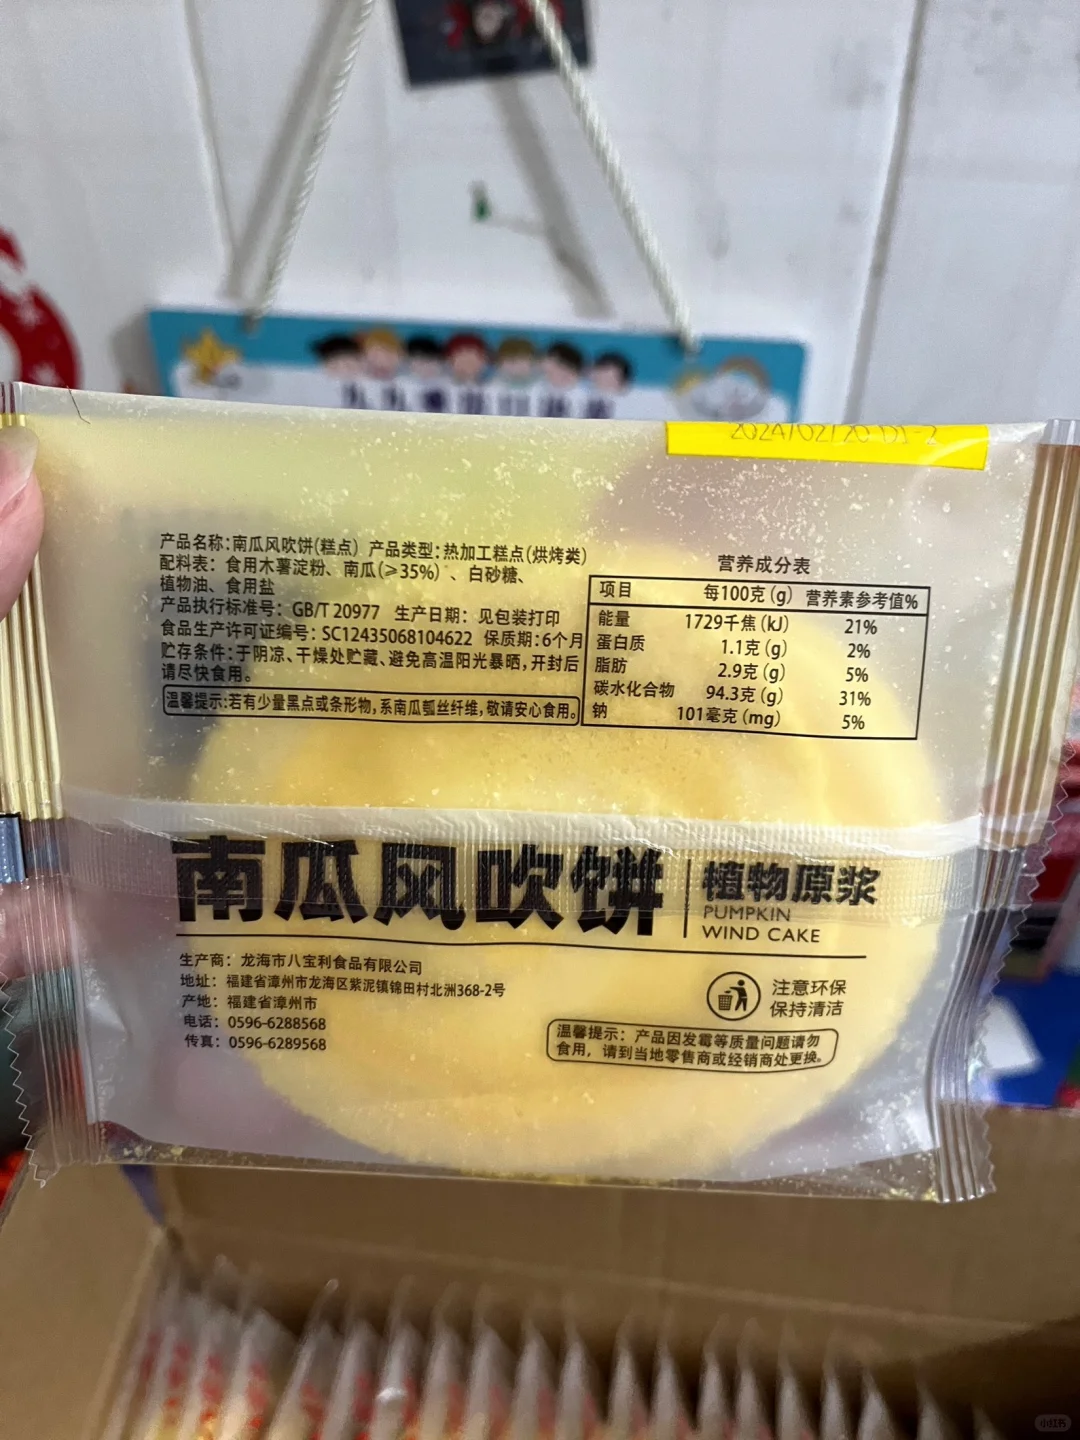 2024/02/20 D1-2
产品名称:南瓜风吹饼(糕点) 产品类型:热加工糕点(烘烤类)
配料表：食用木薯淀粉、南瓜(≥35%)、白砂糖、
植物油、食用盐
产品执行标准号：GB/T 20977 生产日期：见包装打印
食品生产许可证编号：SC12435068104622 保质期:6个月
贮存条件:于阴凉、干燥处贮藏、避免高温阳光暴晒,开封后
请尽快食用。
温馨提示:若有少量黑点或条形物,系南瓜瓤丝纤维,敬请安心食用。
营养成分表
项目 每100克(g) 营养素参考值%
能量 1729千焦(kJ) 21%
蛋白质 1.1克(g) 2%
脂肪 2.9克(g) 5%
碳水化合物 94.3克(g) 31%
钠 101毫克(mg) 5%
南瓜风吹饼
植物原浆
PUMPKIN
WIND CAKE
生产商：龙海市八宝利食品有限公司
地址：福建省漳州市龙海区紫泥镇锦田村北洲368-2号
产地：福建省漳州市
电话：0596-6288568
传真：0596-6289568
注意环保
保持清洁
温馨提示：产品因发霉等质量问题请勿
食用，请到当地零售商或经销商处更换。
小红书